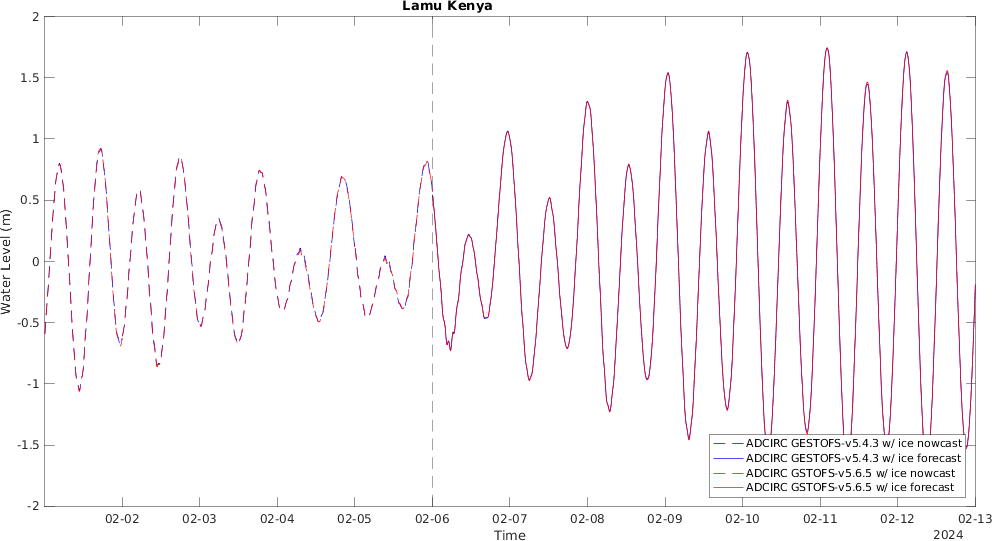 Lamu Kenya
2
1.5
1
0.5
0
-0.5
-1
-1.5
-2
Water Level (m)
ADCIRC GESTOFS-v5.4.3 w/ ice nowcast
ADCIRC GESTOFS-v5.4.3 w/ ice forecast
ADCIRC GSTOFS-v5.6.5 w/ ice nowcast
ADCIRC GSTOFS-v5.6.5 w/ ice forecast
02-02 02-03 02-04 02-05 02-06 02-07 02-08 02-09 02-10 02-11 02-12 02-13
Time
2024